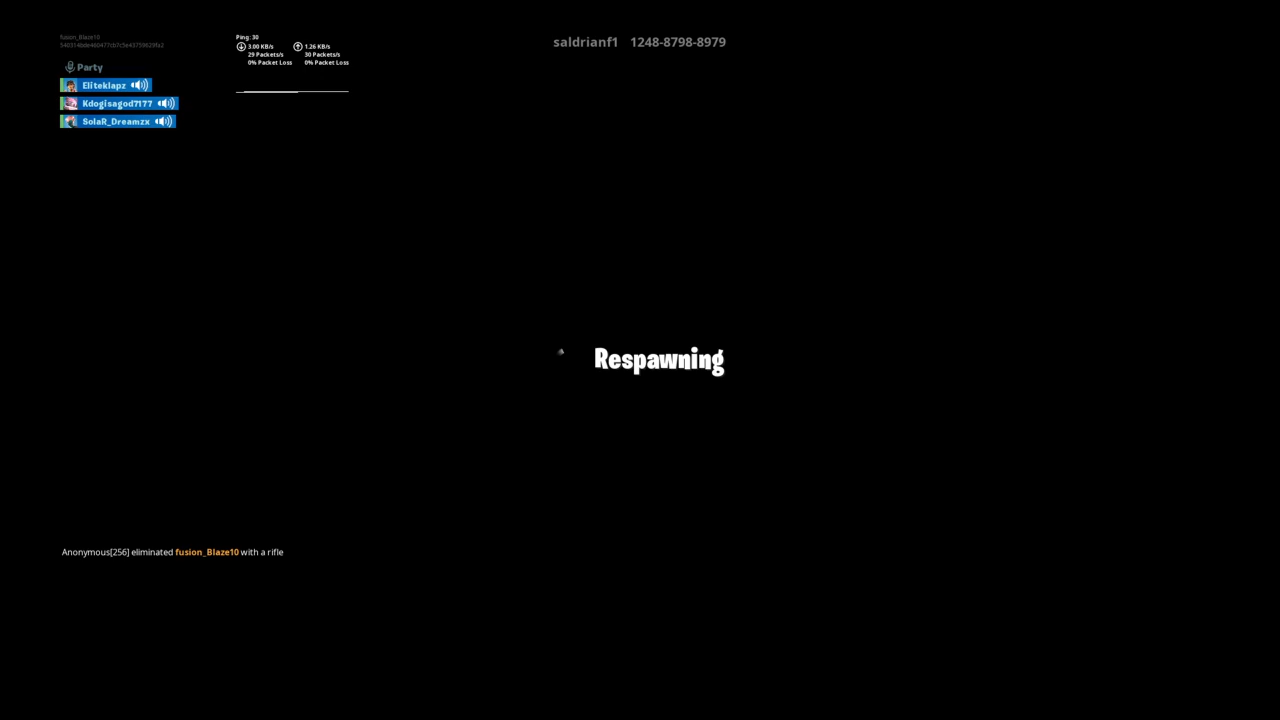 fusion_Blaze10
Party
Eliteklapz
Kdogisagod7177
SolaR_Dreamzx
Ping: 30
3.00 KB/s 1.26 KB/s
29 Packets/s 30 Packets/s
0% Packet Loss 0% Packet Loss
saldrianf1 1248-8798-8979
Respawning
Anonymous[256] eliminated fusion_Blaze10 with a rifle